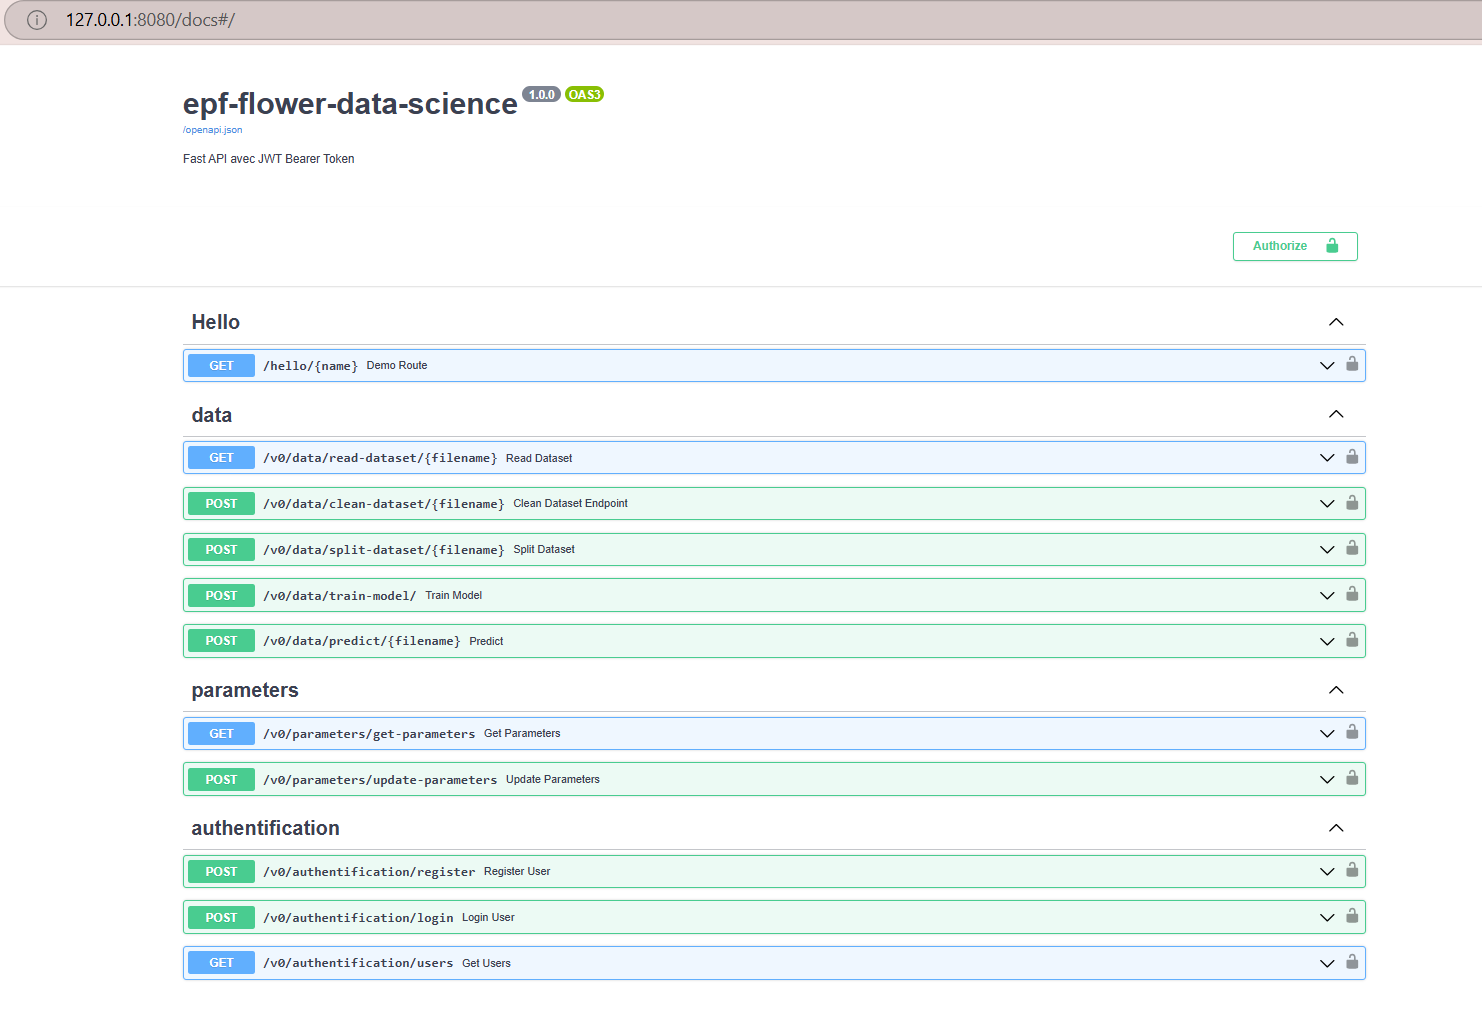 127.0.0.1:8080/docs#/
epf-flower-data-science 1.0.0 OAS3
/openapi.json
Fast API avec JWT Bearer Token
Authorize
Hello
GET /hello/{name} Demo Route
data
GET /v0/data/read-dataset/{filename} Read Dataset
POST /v0/data/clean-dataset/{filename} Clean Dataset Endpoint
POST /v0/data/split-dataset/{filename} Split Dataset
POST /v0/data/train-model/ Train Model
POST /v0/data/predict/{filename} Predict
parameters
GET /v0/parameters/get-parameters Get Parameters
POST /v0/parameters/update-parameters Update Parameters
authentification
POST /v0/authentification/register Register User
POST /v0/authentification/login Login User
GET /v0/authentification/users Get Users